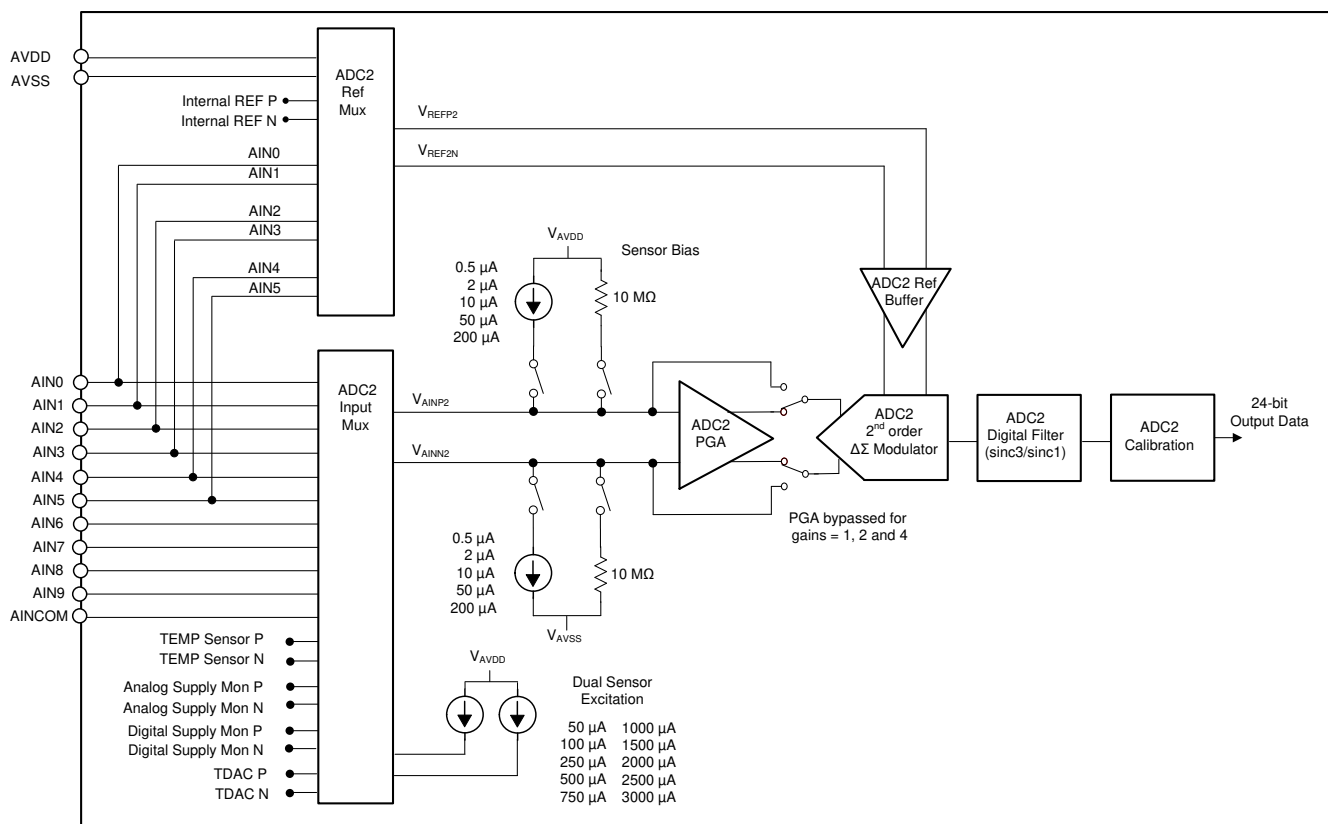 AVDD
AVSS
Internal REF P
Internal REF N
AIN0
AIN1
AIN2
AIN3
AIN4
AIN5
ADC2
Ref
Mux
VREFP2
VREF2N
VAVDD
Sensor Bias
0.5 µA
2 µA
10 µA
50 µA
200 µA
10 MΩ
ADC2 Ref
Buffer
AIN0
AIN1
AIN2
AIN3
AIN4
AIN5
AIN6
AIN7
AIN8
AIN9
AINCOM
ADC2
Input
Mux
VAINP2
VAINN2
ADC2
PGA
ADC2
2nd order
ΔΣ Modulator
ADC2
Digital Filter
(sinc3/sinc1)
ADC2
Calibration
24-bit
Output Data
PGA bypassed for
gains = 1, 2 and 4
0.5 µA
2 µA
10 µA
50 µA
200 µA
10 MΩ
VAVSS
TEMP Sensor P
TEMP Sensor N
Analog Supply Mon P
Analog Supply Mon N
Digital Supply Mon P
Digital Supply Mon N
TDAC P
TDAC N
VAVDD
Dual Sensor
Excitation
50 µA 1000 µA
100 µA 1500 µA
250 µA 2000 µA
500 µA 2500 µA
750 µA 3000 µA